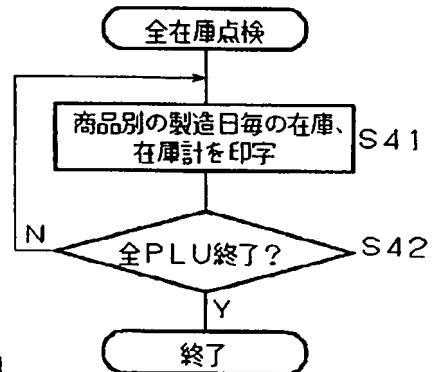 全在庫点検
商品別の製造日毎の在庫、
在庫計を印字
S41
全PLU終了?
S42
N
Y
終了